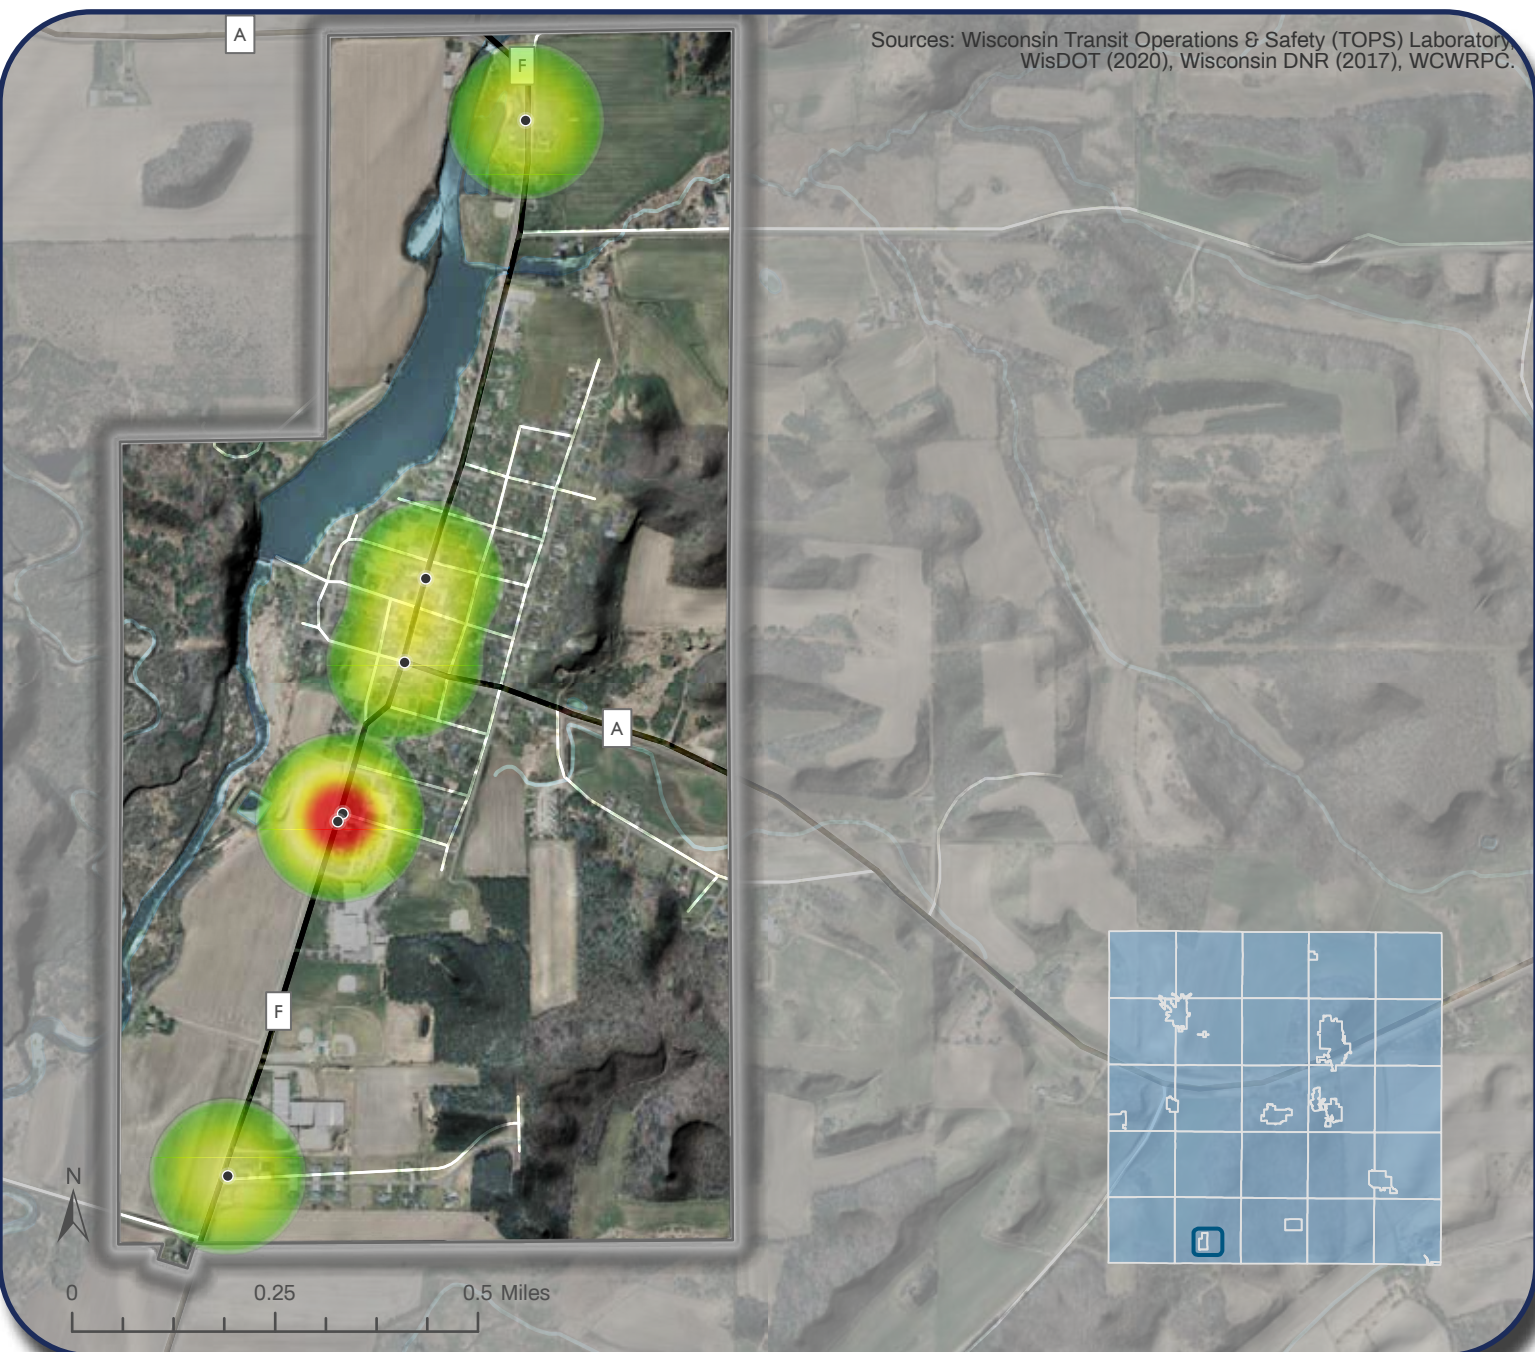 A
F
Sources: Wisconsin Transit Operations & Safety (TOPS) Laboratory,
WisDOT (2020), Wisconsin DNR (2017), WCWRPC.
A
F
N
0 0.25 0.5 Miles